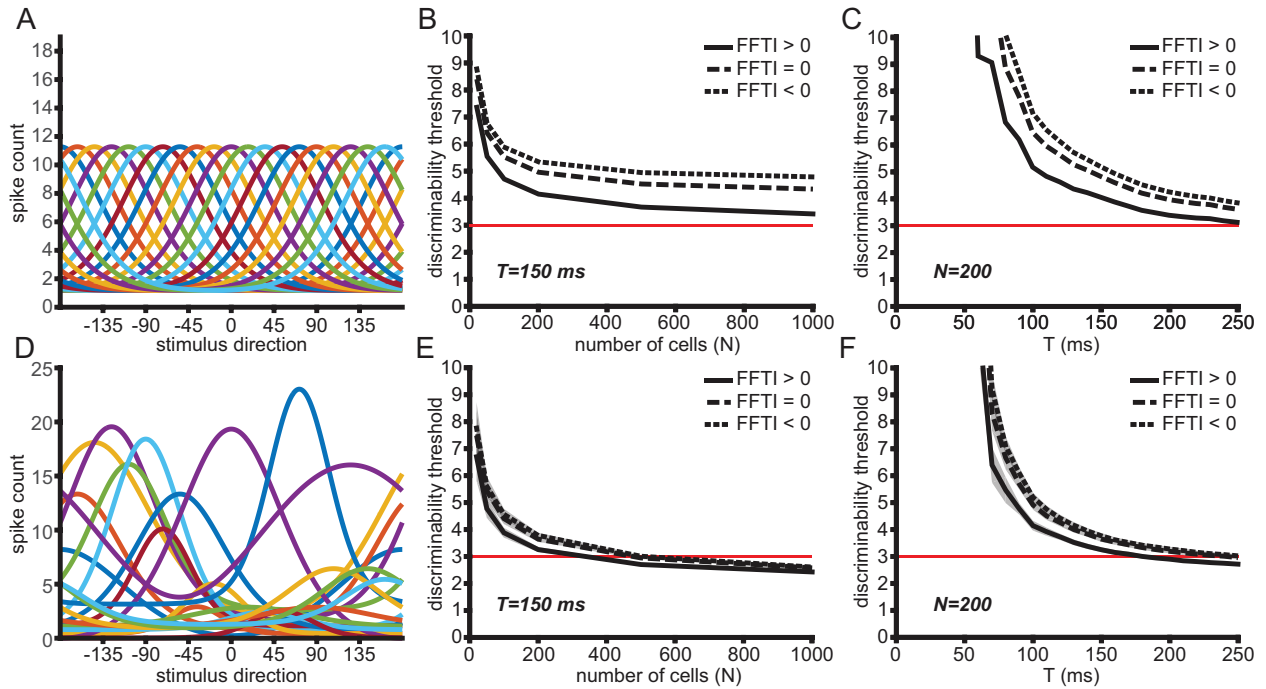 A
spike count
18
16
14
12
10
8
6
4
2
0
-135 -90 -45 0 45 90 135
stimulus direction
B
discriminability threshold
10
9
8
7
6
5
4
3
2
1
0
FFTI > 0
FFTI = 0
FFTI < 0
T=150 ms
0 200 400 600 800 1000
number of cells (N)
C
discriminability threshold
10
9
8
7
6
5
4
3
2
1
0
FFTI > 0
FFTI = 0
FFTI < 0
N=200
0 50 100 150 200 250
T (ms)
D
spike count
25
20
15
10
5
0
-135 -90 -45 0 45 90 135
stimulus direction
E
discriminability threshold
10
9
8
7
6
5
4
3
2
1
0
FFTI > 0
FFTI = 0
FFTI < 0
T=150 ms
0 200 400 600 800 1000
number of cells (N)
F
discriminability threshold
10
9
8
7
6
5
4
3
2
1
0
FFTI > 0
FFTI = 0
FFTI < 0
N=200
0 50 100 150 200 250
T (ms)